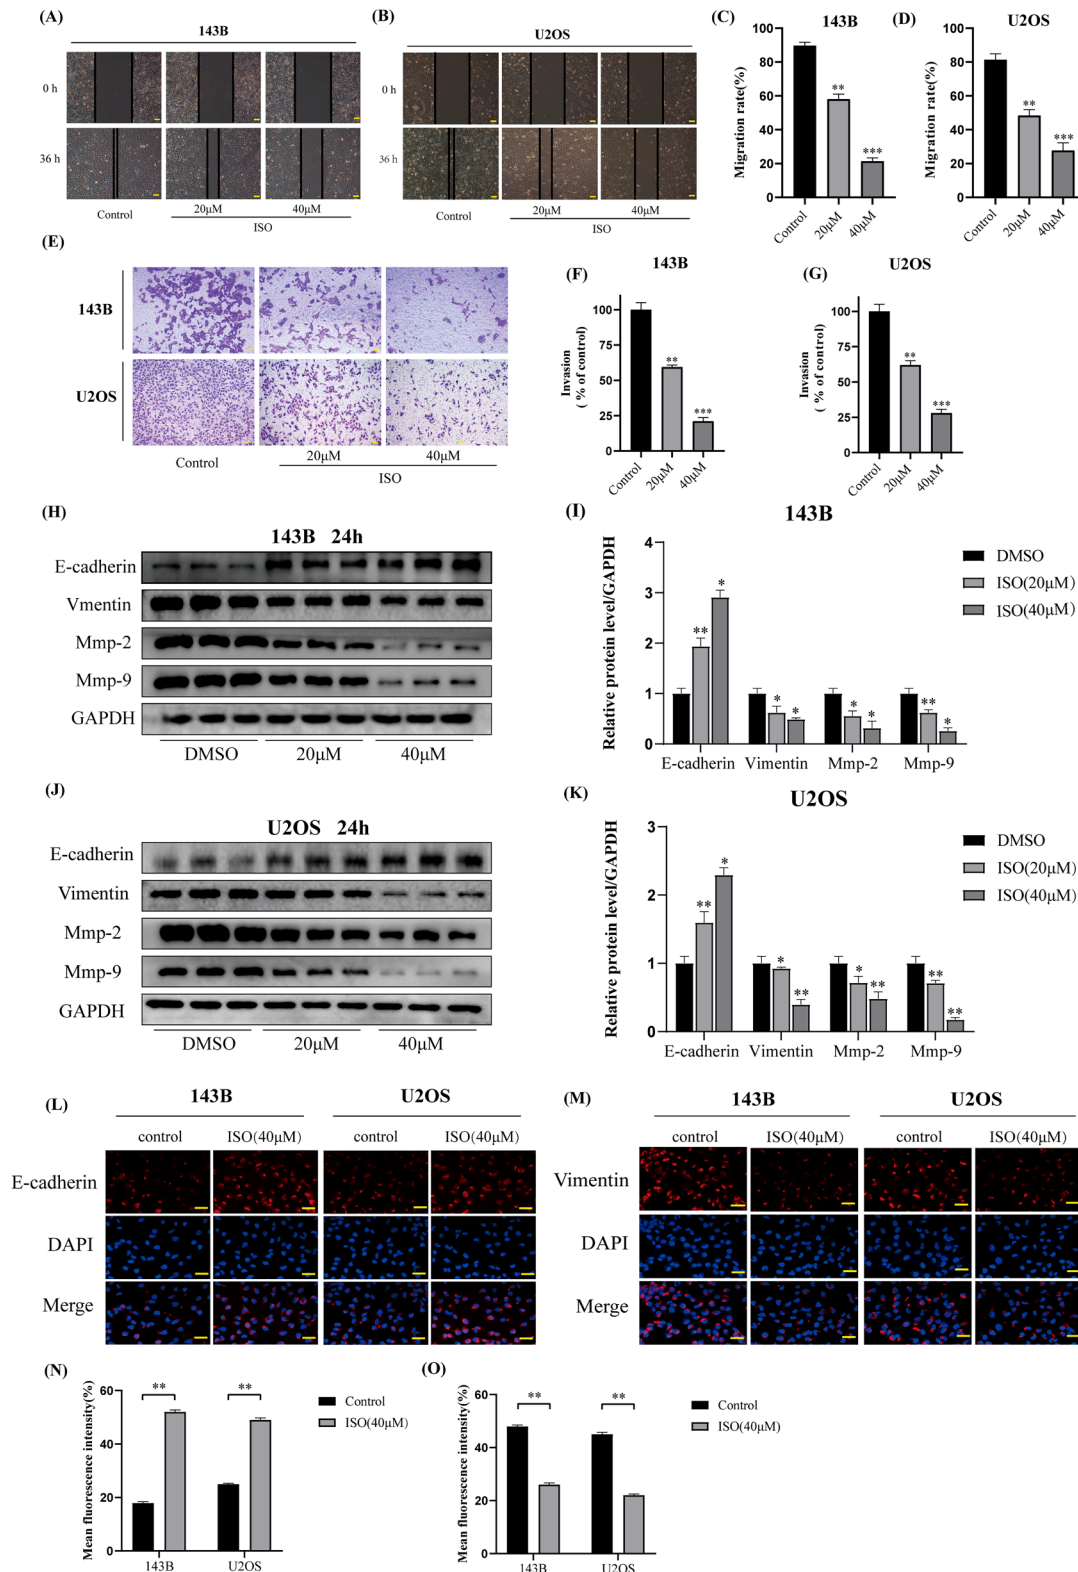 (A)
143B
0 h
36 h
Control
20μM
40μM
ISO
(B)
U2OS
0 h
36 h
Control
20μM
40μM
ISO
(C)
143B
Migration rate(%)
100
80
60
40
20
0
**
***
Control
20μM
40μM
(D)
U2OS
Migration rate(%)
100
80
60
40
20
0
**
***
Control
20μM
40μM
(E)
143B
U2OS
Control
20μM
40μM
ISO
(F)
143B
Invasion
( % of control)
100
75
50
25
0
**
***
Control
20μM
40μM
(G)
U2OS
Invasion
( % of control)
100
75
50
25
0
**
***
Control
20μM
40μM
(H)
143B 24h
E-cadherin
Vmentin
Mmp-2
Mmp-9
GAPDH
DMSO
20μM
40μM
(I)
143B
Relative protein level/GAPDH
4
3
2
1
0
** *
* *
* *
** *
E-cadherin Vimentin Mmp-2 Mmp-9
DMSO
ISO(20μM)
ISO(40μM)
(J)
U2OS 24h
E-cadherin
Vimentin
Mmp-2
Mmp-9
GAPDH
DMSO
20μM
40μM
(K)
U2OS
Relative protein level/GAPDH
3
2
1
0
** *
* **
* **
** **
E-cadherin Vimentin Mmp-2 Mmp-9
DMSO
ISO(20μM)
ISO(40μM)
(L)
143B
U2OS
control ISO(40μM) control ISO(40μM)
E-cadherin
DAPI
Merge
(M)
143B
U2OS
control ISO(40μM) control ISO(40μM)
Vimentin
DAPI
Merge
(N)
Mean fluorescence intensity(%)
60
40
20
0
** **
143B U2OS
Control
ISO(40μM)
(O)
Mean fluorescence intensity(%)
60
40
20
0
** **
143B U2OS
Control
ISO(40μM)